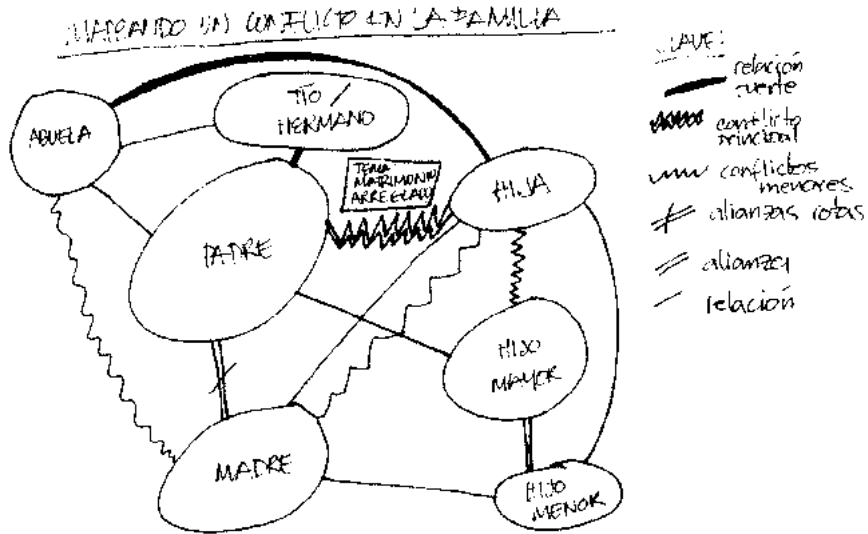 MAPEANDO UN CONFLICTO EN LA FAMILIA
CLAVE:
relación
fuerte
conflicto
principal
conflictos
menores
alianzas rotas
alianza
relación
ABUELA
TÍO /
HERMANO
TEMA
MATRIMONIO
ARREGLADO
HIJA
PADRE
HIJO
MAYOR
MADRE
HIJO
MENOR